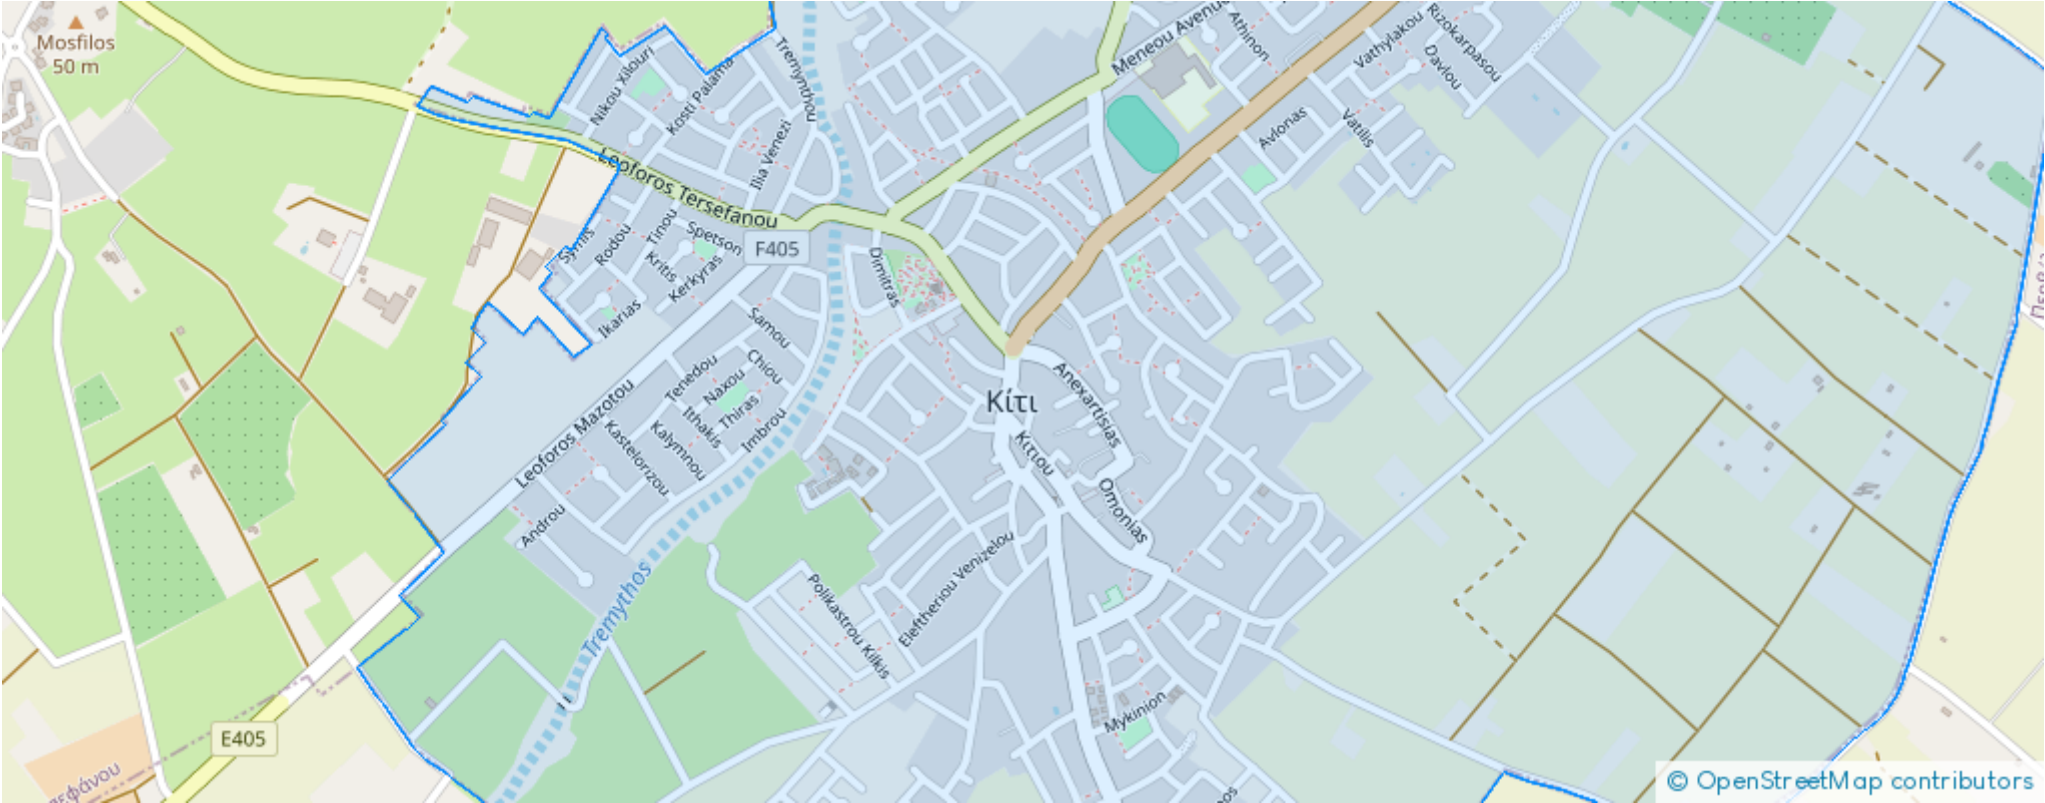 Mosfilos
50 m
Nikou Xilouri
Kosti Palama
Tremynthou
Ilia Venezi
Leoforos Tersefanou
Meneou Avenue
Athinon
Vathylakou
Rizokarpasou
Davlou
Avlonas
Vatilis
Symis
Rodou
Tinou
Spetson
Kritis
Kerkyras
Ikarias
F405
Dimitras
Samou
Chiou
Tenedou
Naxou
Thiras
Ithakis
Imbrou
Kalymnou
Kastelorizou
Leoforos Mazotou
Androu
Κίτι
Anexartisias
Κιτίου
Omonias
Tremythos
Eleftheriou Venizelou
Polikastrou Kilkis
Mykinion
E405
© OpenStreetMap contributors